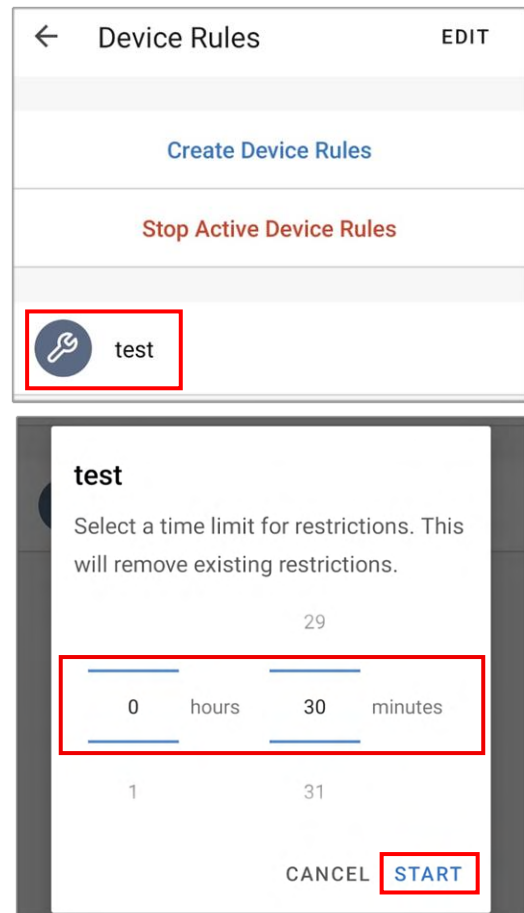 Device Rules EDIT
Create Device Rules
Stop Active Device Rules
test
test
Select a time limit for restrictions. This
will remove existing restrictions.
29
0 hours 30 minutes
1 31
CANCEL START